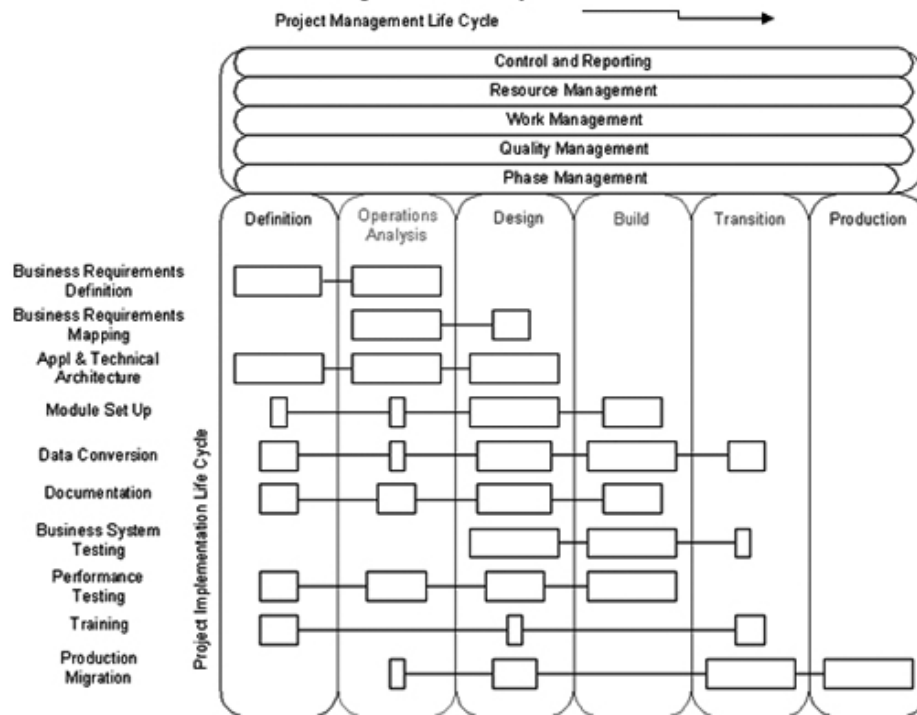 Project Management Life Cycle
Control and Reporting
Resource Management
Work Management
Quality Management
Phase Management
Definition
Operations
Analysis
Design
Build
Transition
Production
Business Requirements
Definition
Business Requirements
Mapping
Appl & Technical
Architecture
Module Set Up
Data Conversion
Documentation
Business System
Testing
Performance
Testing
Training
Production
Migration
Project Implementation Life Cycle